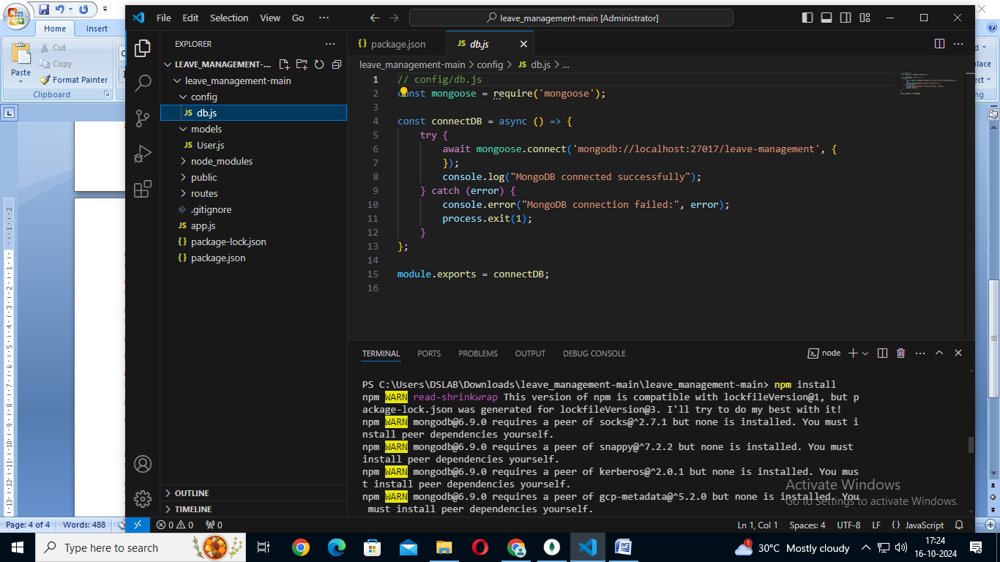 File Edit Selection View Go ··· leave_management-main [Administrator]
Home Insert
Cut
Copy
Format Painter
Paste
Clipboard
EXPLORER ···
LEAVE_MANAGEMENT-...
leave_management-main
config
JS db.js
models
JS User.js
node_modules
public
routes
.gitignore
JS app.js
{} package-lock.json
{} package.json
OUTLINE
TIMELINE
{} package.json JS db.js
leave_management-main > config > JS db.js > ...
1 // config/db.js
2 const mongoose = require('mongoose');
3
4 const connectDB = async () => {
5 try {
6 await mongoose.connect('mongodb://localhost:27017/leave-management', {
7 });
8 console.log("MongoDB connected successfully");
9 } catch (error) {
10 console.error("MongoDB connection failed:", error);
11 process.exit(1);
12 }
13 };
14
15 module.exports = connectDB;
16
TERMINAL PORTS PROBLEMS OUTPUT DEBUG CONSOLE node
PS C:\Users\DSLAB\Downloads\leave_management-main\leave_management-main> npm install
npm WARN read-shrinkwrap This version of npm is compatible with lockfileVersion@1, but p
ackage-lock.json was generated for lockfileVersion@3. I'll try to do my best with it!
npm WARN mongodb@6.9.0 requires a peer of socks@^2.7.1 but none is installed. You must i
nstall peer dependencies yourself.
npm WARN mongodb@6.9.0 requires a peer of snappy@^7.2.2 but none is installed. You must
install peer dependencies yourself.
npm WARN mongodb@6.9.0 requires a peer of kerberos@^2.0.1 but none is installed. You mus
t install peer dependencies yourself.
npm WARN mongodb@6.9.0 requires a peer of gcp-metadata@^5.2.0 but none is installed. You
must install peer dependencies yourself.
Activate Windows
Go to Settings to activate Windows.
Page: 4 of 4 Words: 488
0 0 0 Ln 1, Col 1 Spaces: 4 UTF-8 LF {} JavaScript
Type here to search
30°C Mostly cloudy
17:24
16-10-2024